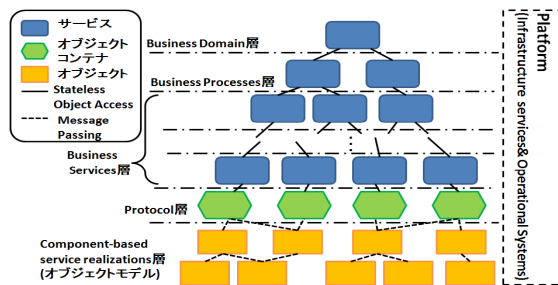 サービス
オブジェクト
コンテナ
オブジェクト
Stateless
Object Access
Message
Passing
Business Domain層
Business Processes層
Business
Services層
Protocol層
Component-based
service realizations層
(オブジェクトモデル)
Platform
(Infrastructure services& Operational Systems)